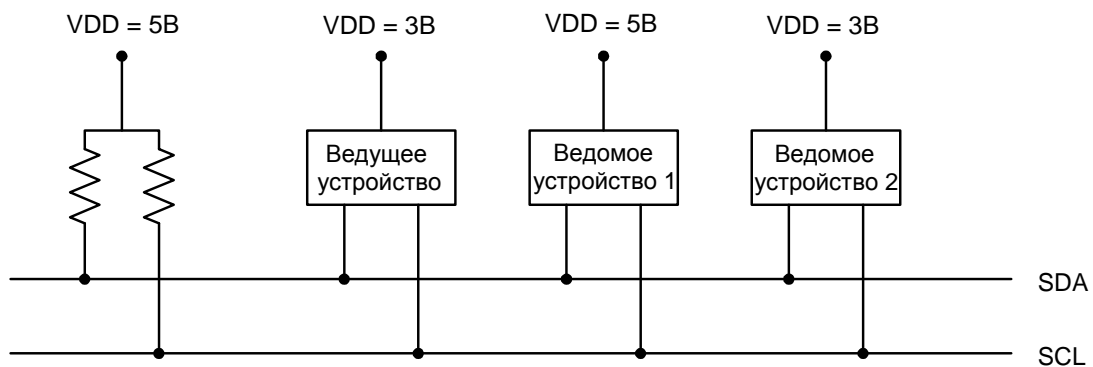 VDD = 5В
VDD = 3В
VDD = 5В
VDD = 3В
Ведущее
устройство
Ведомое
устройство 1
Ведомое
устройство 2
SDA
SCL